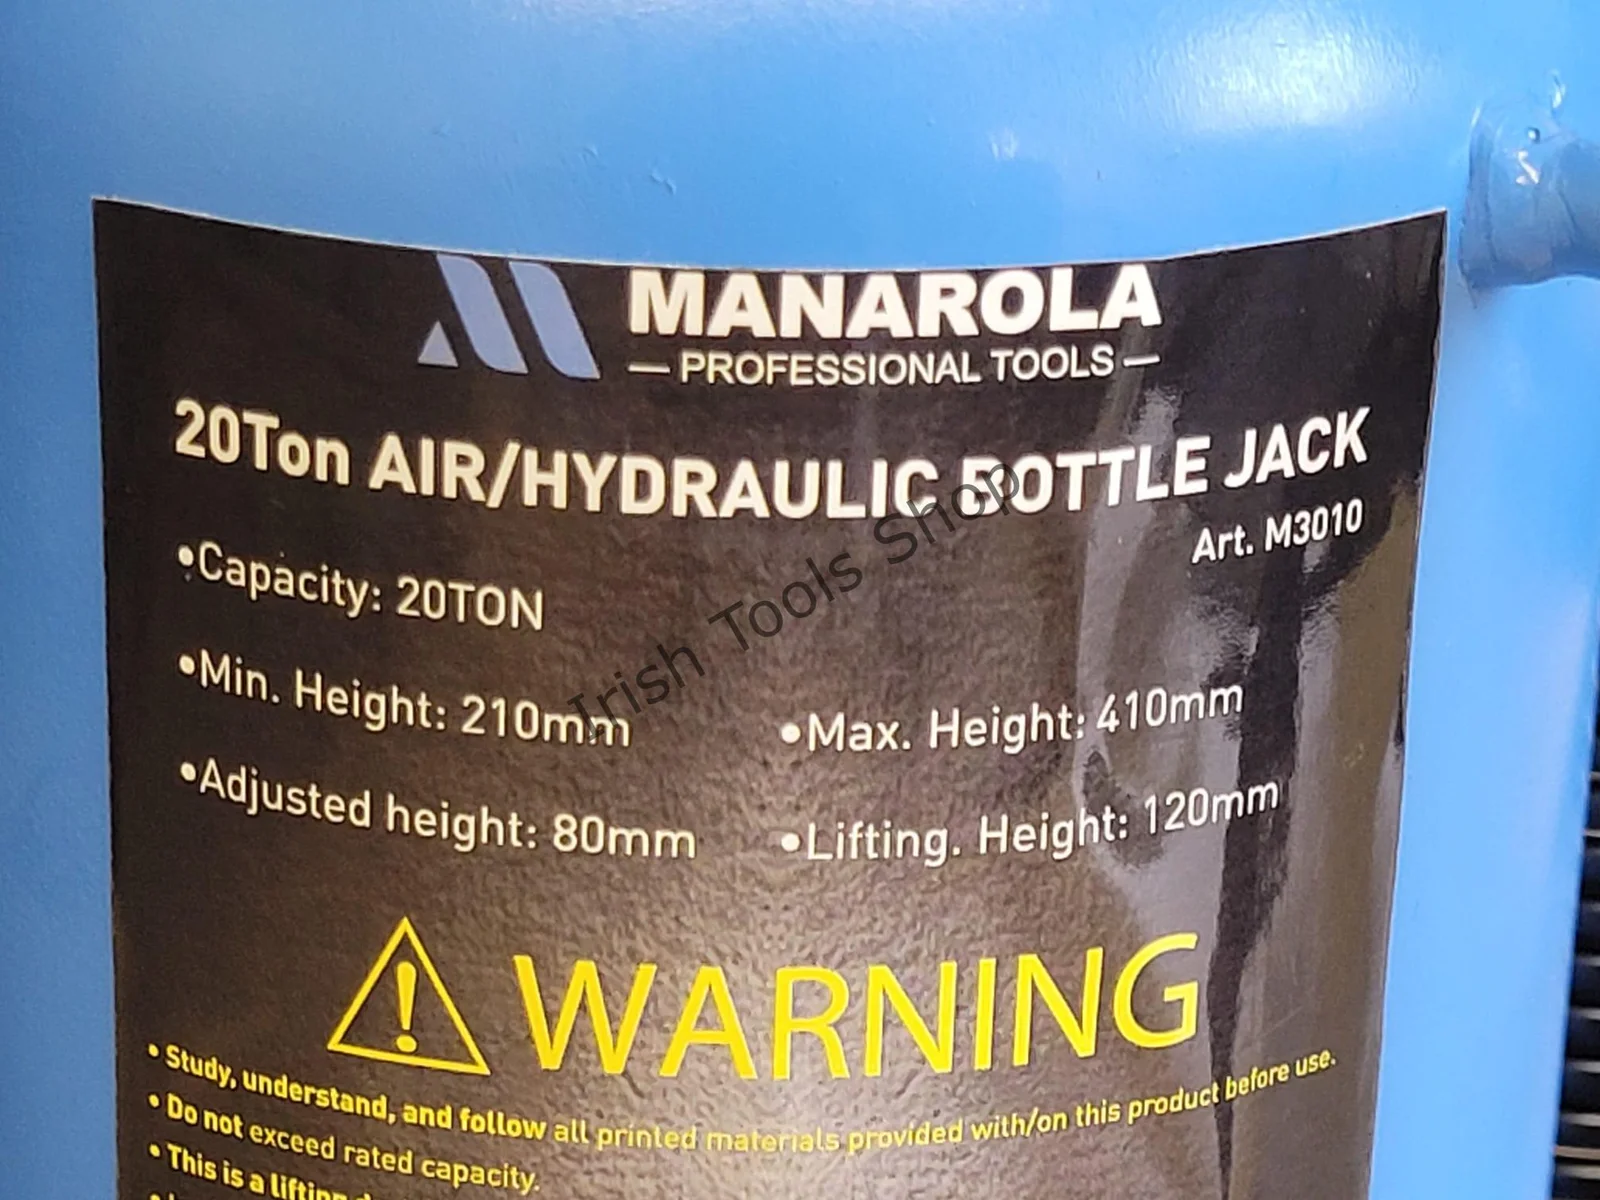 MANAROLA
— PROFESSIONAL TOOLS —
20Ton AIR/HYDRAULIC BOTTLE JACK
Art. M3010
•Capacity: 20TON
•Min. Height: 210mm
•Max. Height: 410mm
•Adjusted height: 80mm
•Lifting. Height: 120mm
Irish Tools Shop
WARNING
• Study, understand, and follow all printed materials provided with/on this product before use.
• Do not exceed rated capacity.
• This is a lifting